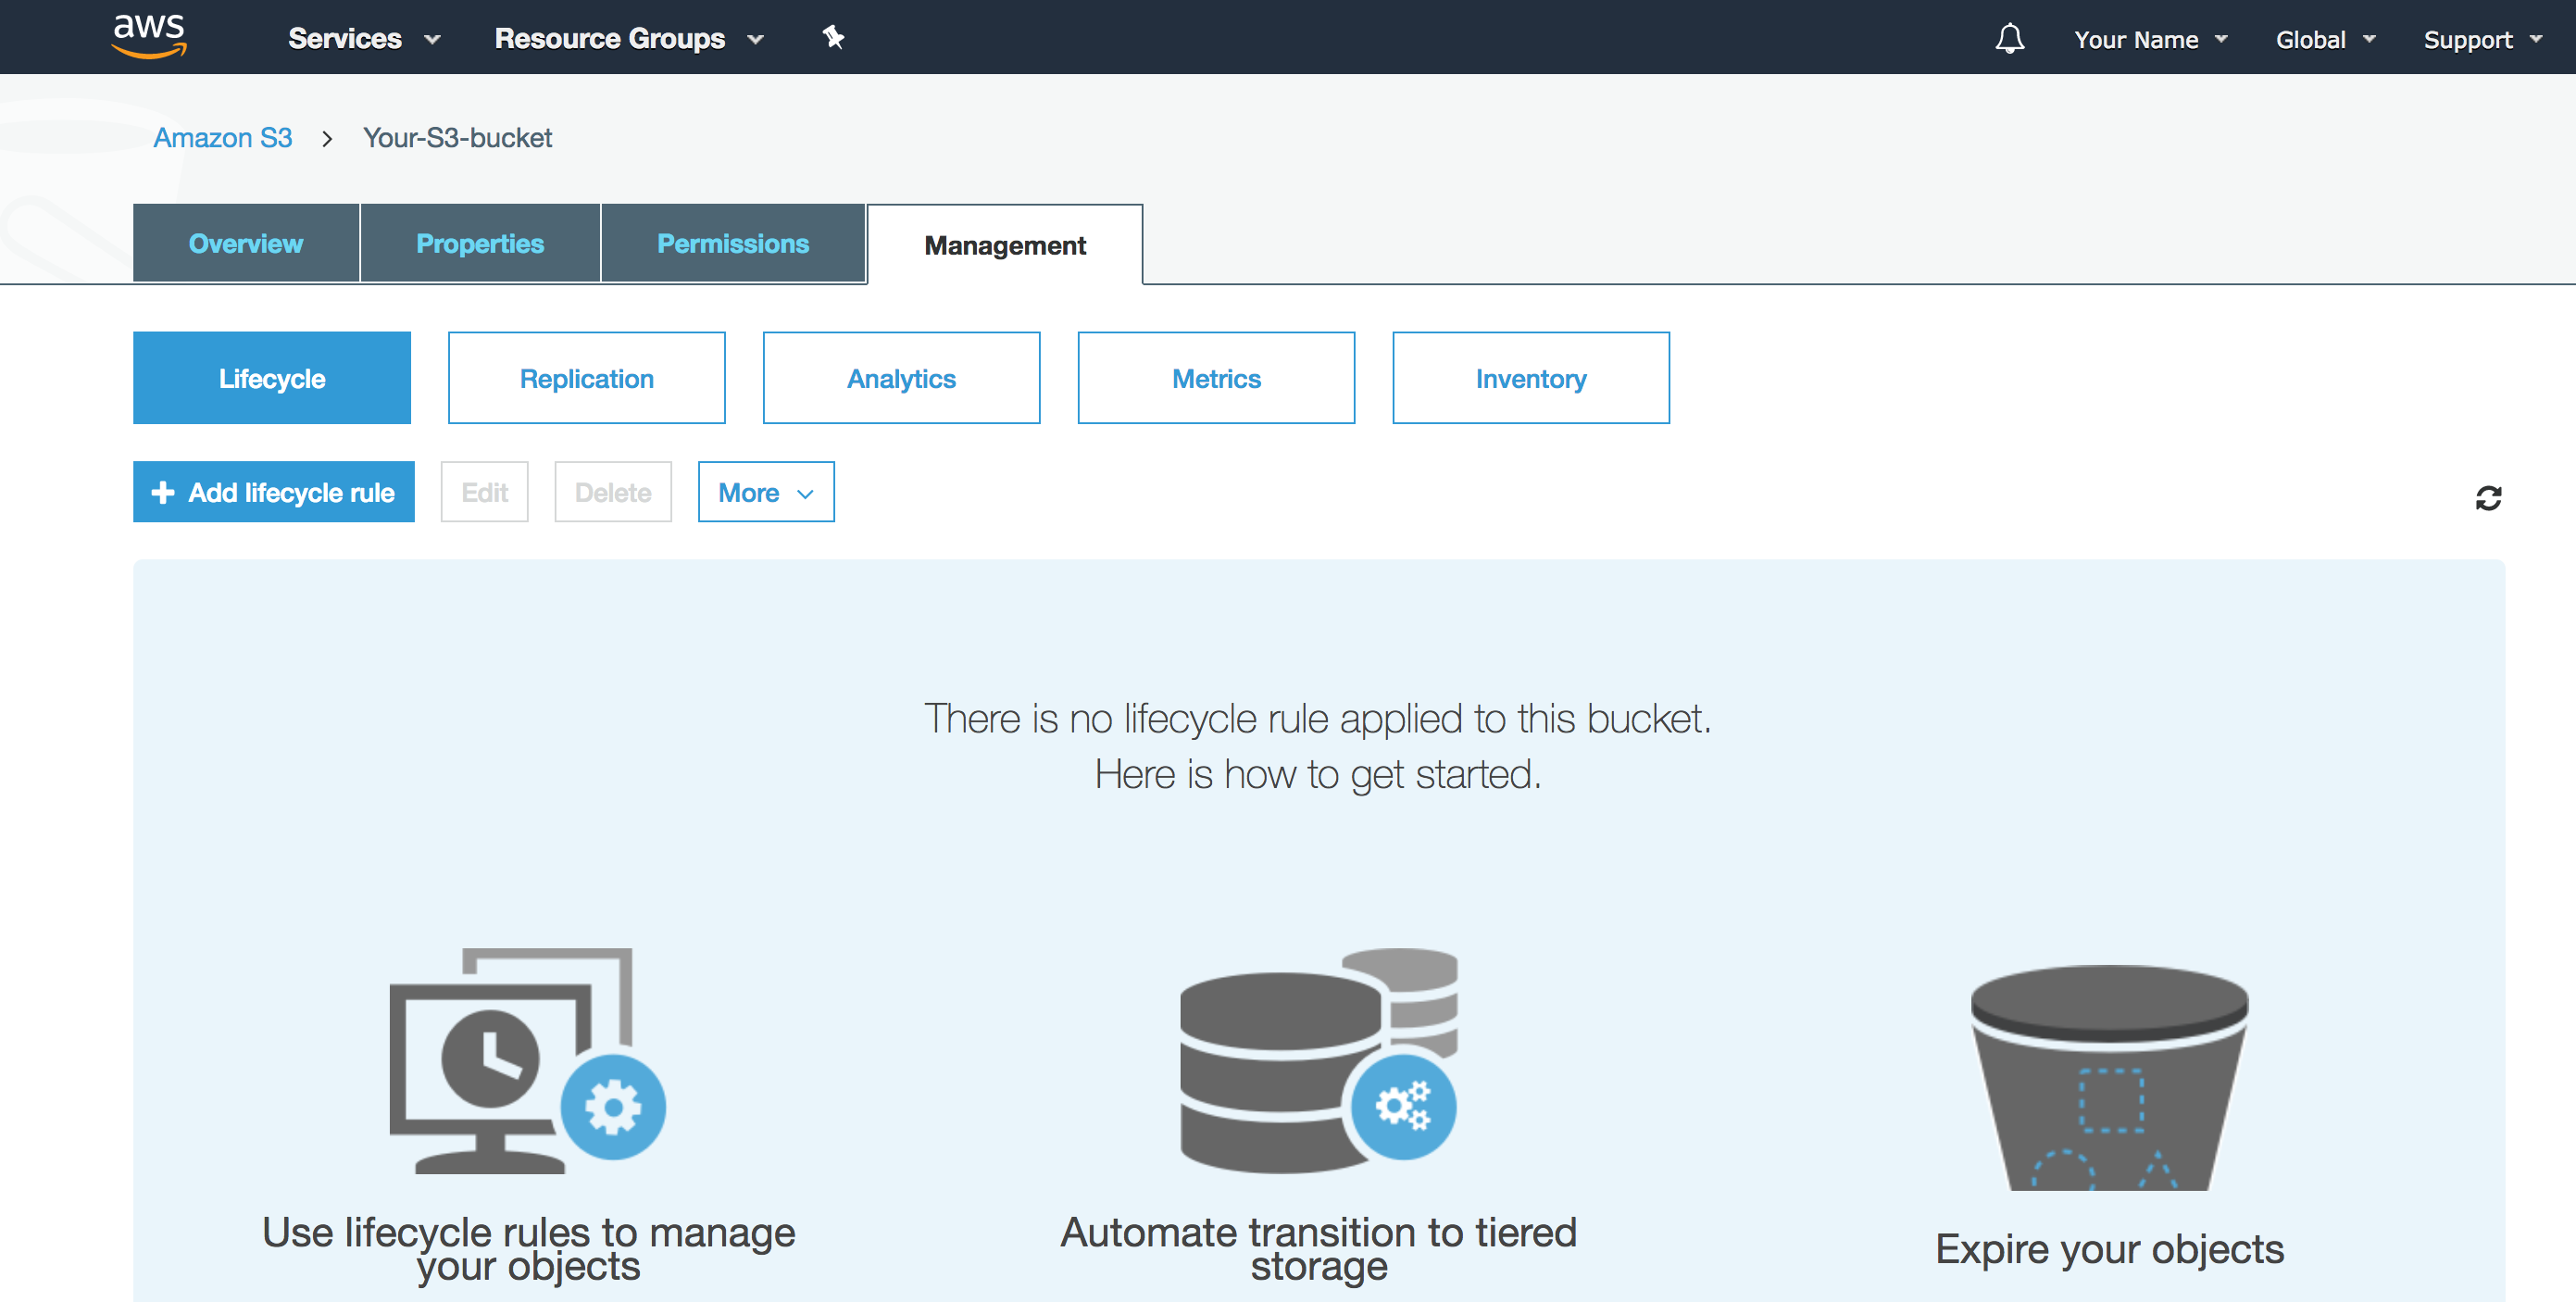 aws Services Resource Groups Your Name Global Support
Amazon S3 > Your-S3-bucket
Overview Properties Permissions Management
Lifecycle Replication Analytics Metrics Inventory
+ Add lifecycle rule Edit Delete More
There is no lifecycle rule applied to this bucket.
Here is how to get started.
Use lifecycle rules to manage
your objects
Automate transition to tiered
storage
Expire your objects